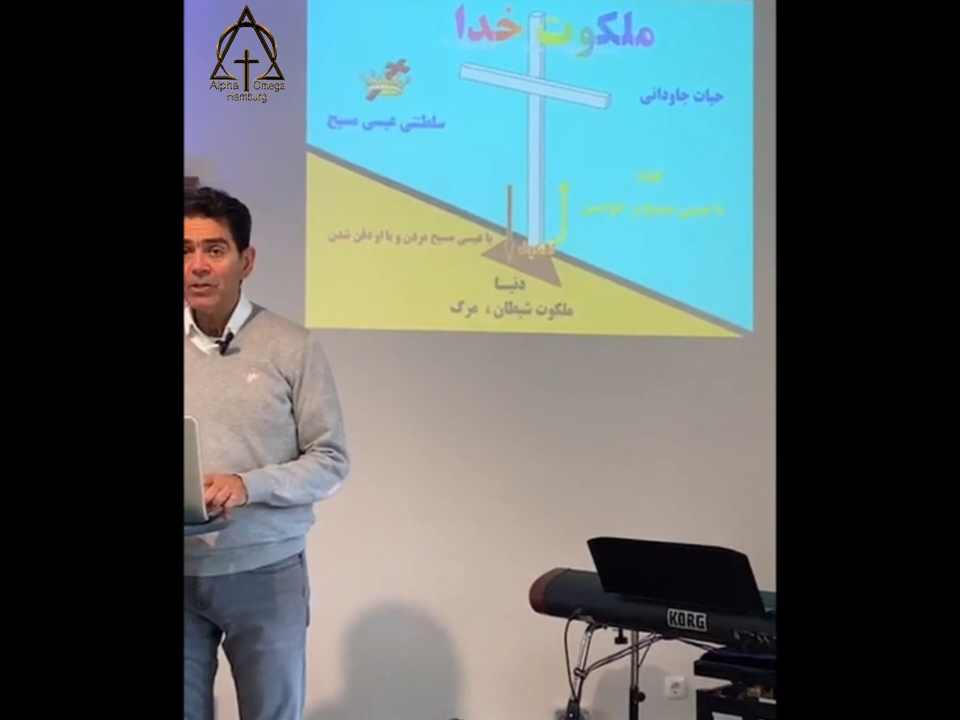 Alpha Omega
Hamburg
ملکوت خدا
حیات جاودانی
سلطنتی عیسی مسیح
با عیسی مسیح مردن و با او دفن شدن
دنیـا
ملکوت شیطان ، مرگ
KORG